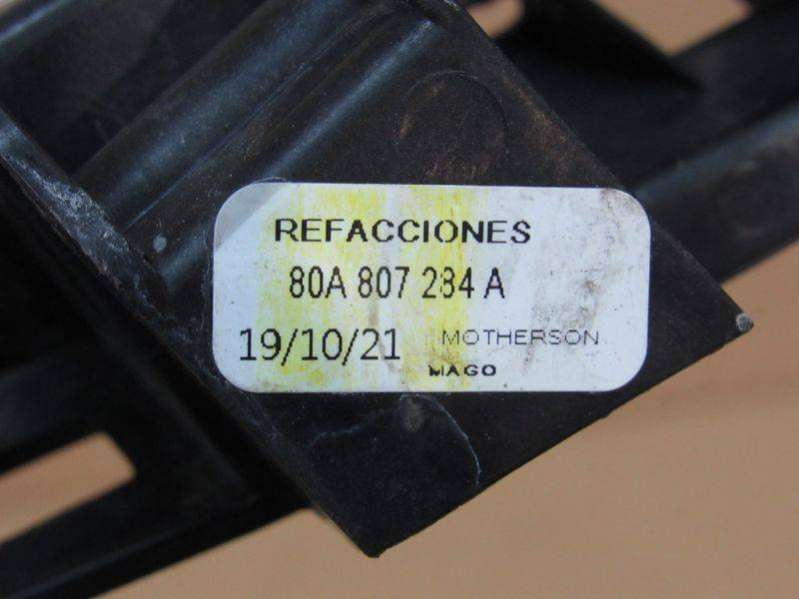 REFACCIONES
80A 807 284 A
19/10/21 MOTHERSON
MAGO